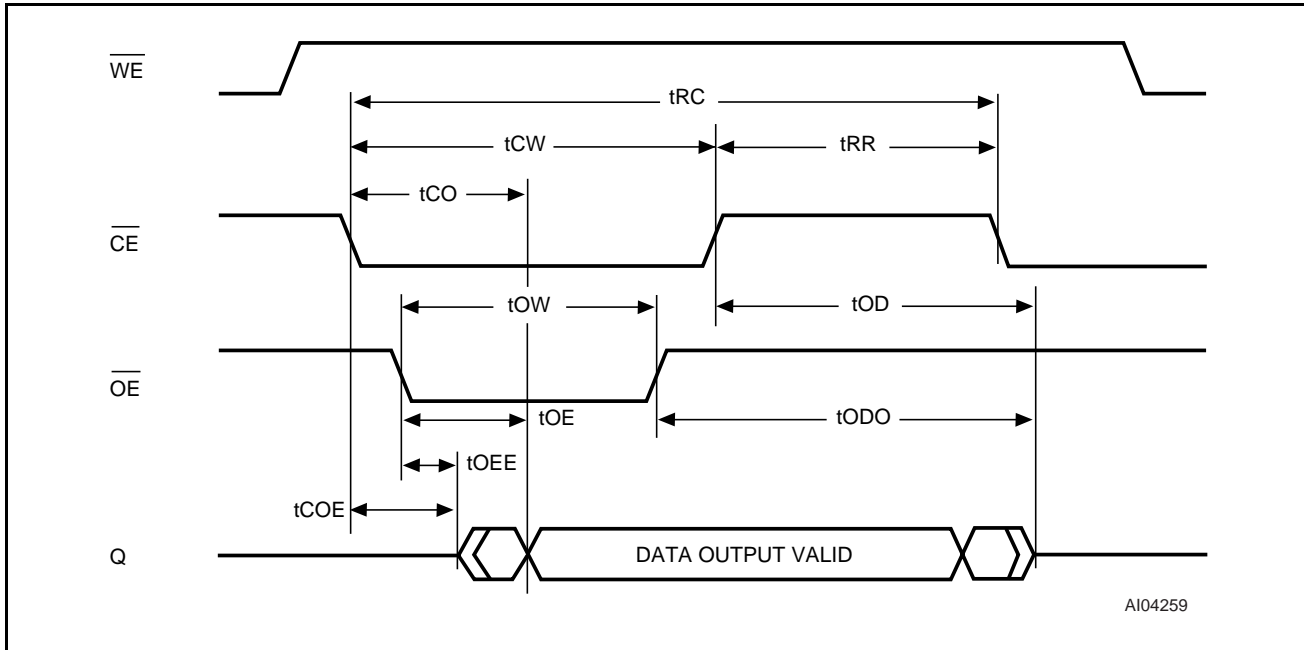 WE
tRC
tCW
tRR
tCO
CE
tOW
tOD
OE
tOE
tODO
tOEE
tCOE
Q
DATA OUTPUT VALID
AI04259